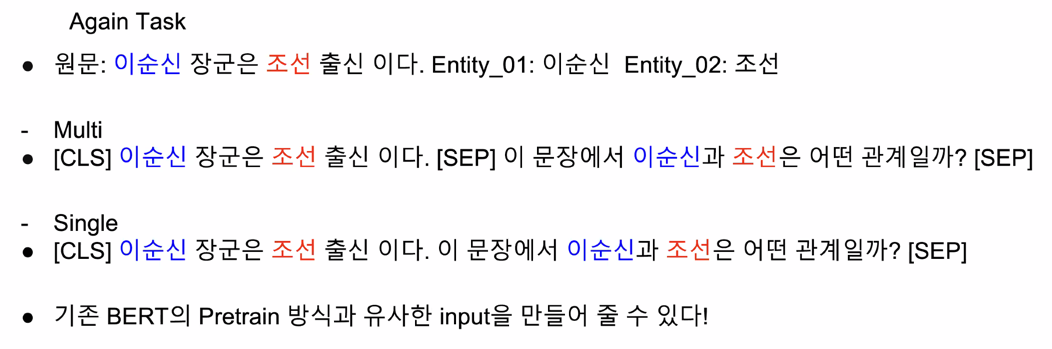 Again Task
● 원문: 이순신 장군은 조선 출신 이다. Entity_01: 이순신  Entity_02: 조선
- Multi
● [CLS] 이순신 장군은 조선 출신 이다. [SEP] 이 문장에서 이순신과 조선은 어떤 관계일까? [SEP]
- Single
● [CLS] 이순신 장군은 조선 출신 이다. 이 문장에서 이순신과 조선은 어떤 관계일까? [SEP]
● 기존 BERT의 Pretrain 방식과 유사한 input을 만들어 줄 수 있다!